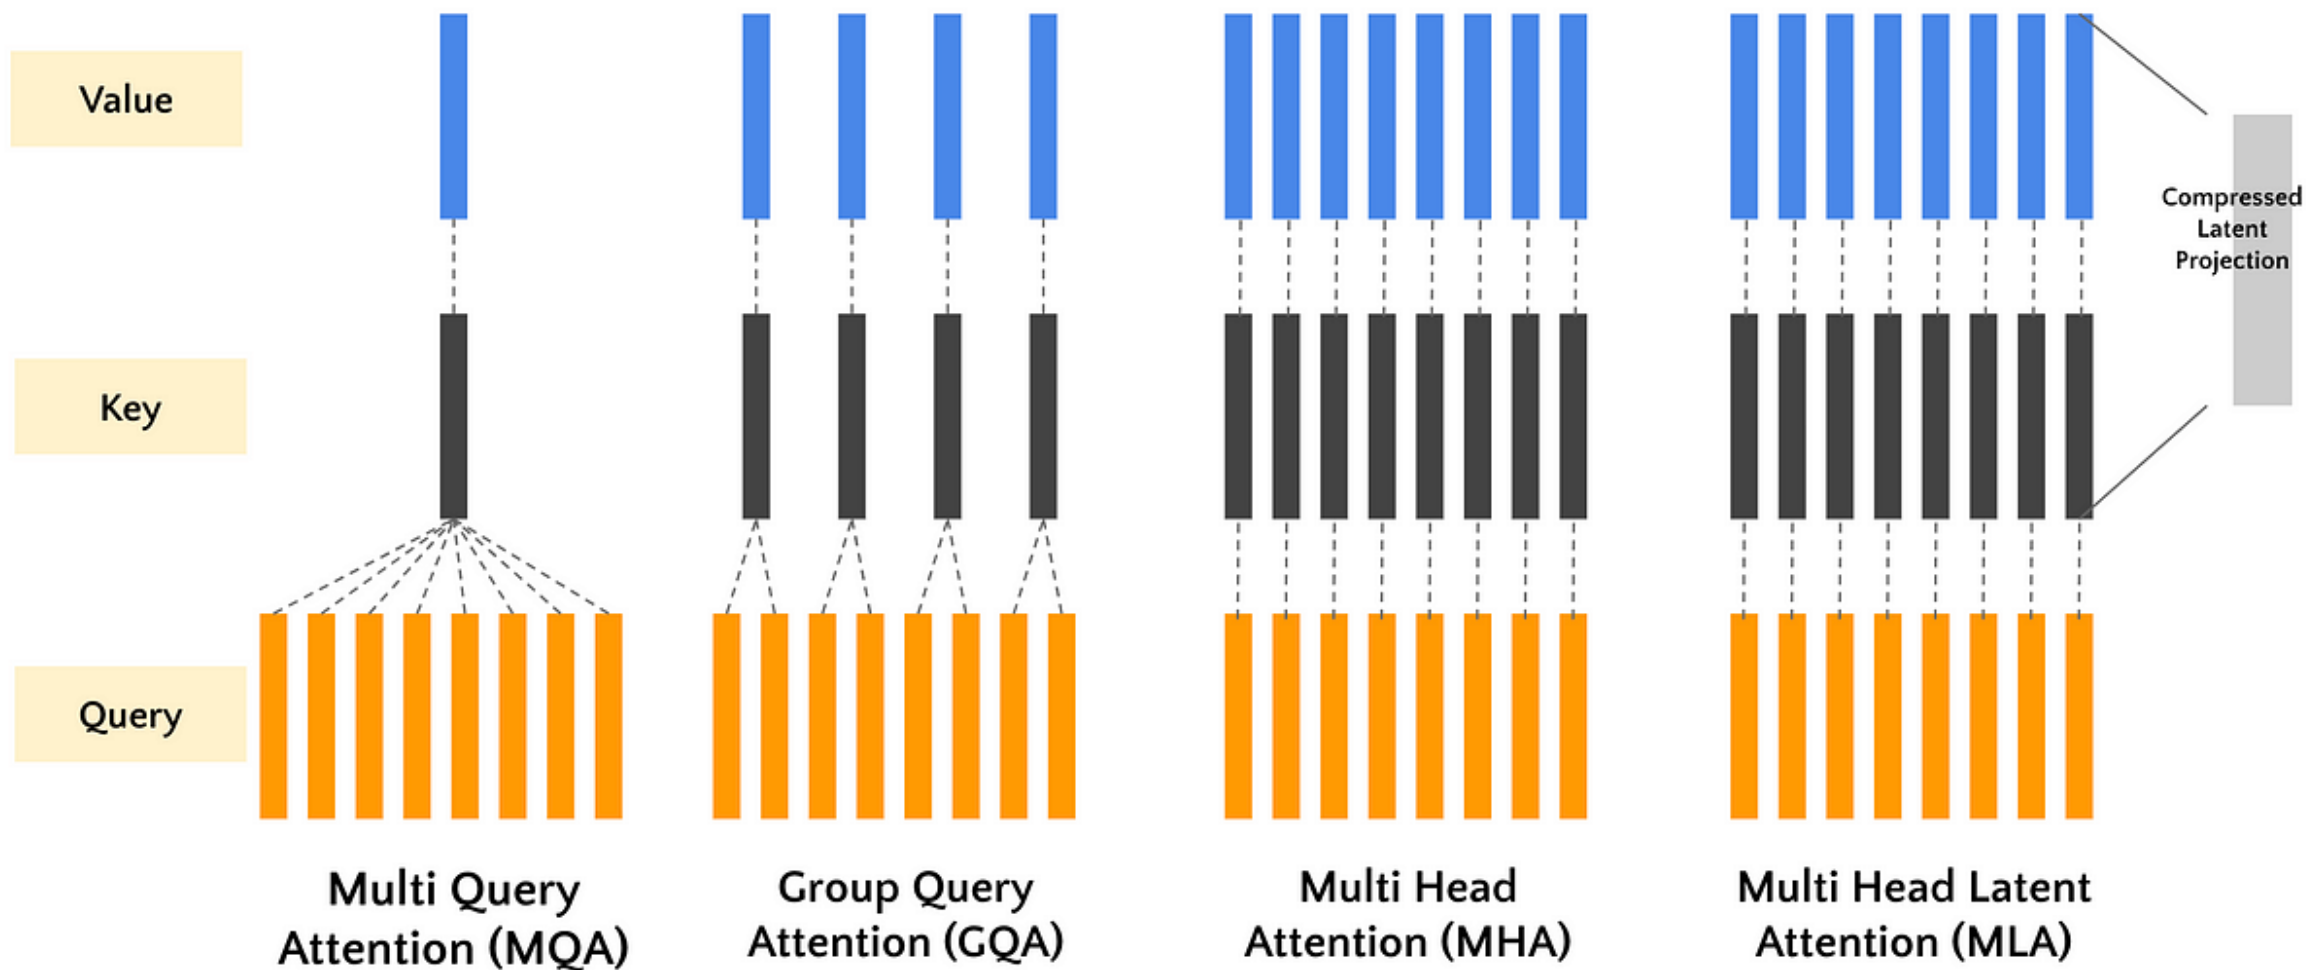 Value
Compressed
Latent
Projection
Key
Query
Multi Query
Attention (MQA)
Group Query
Attention (GQA)
Multi Head
Attention (MHA)
Multi Head Latent
Attention (MLA)